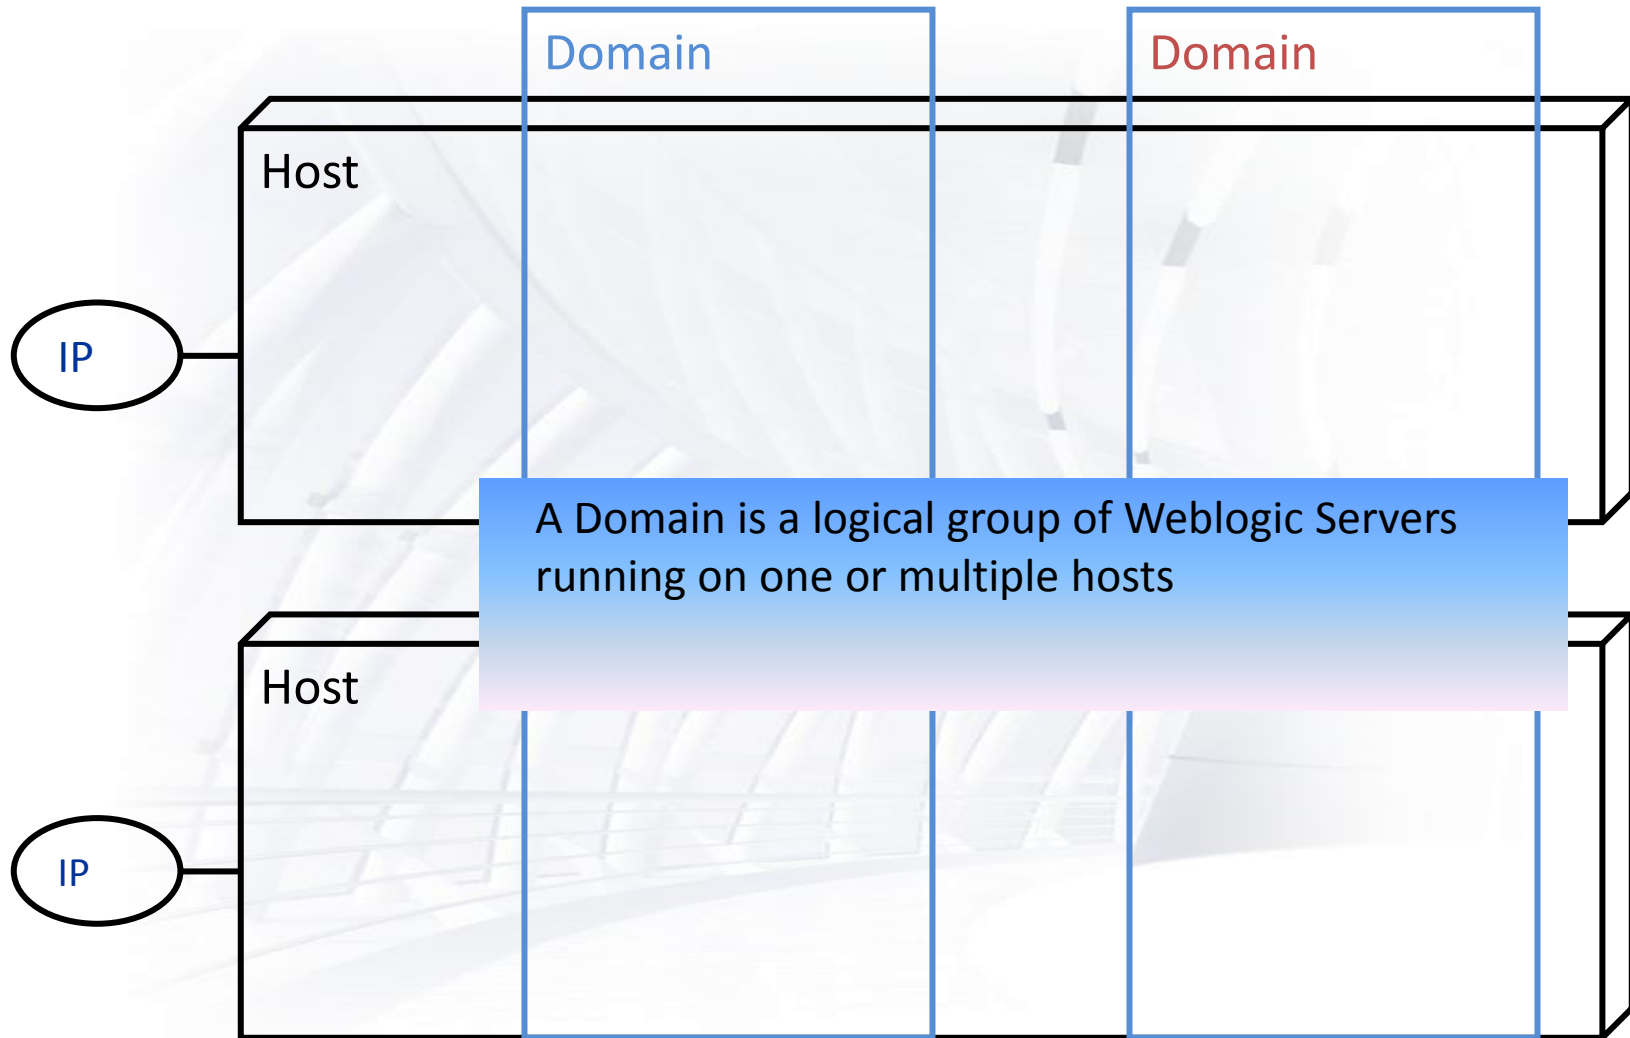 Domain
Domain
Host
IP
A Domain is a logical group of Weblogic Servers
running on one or multiple hosts
Host
IP